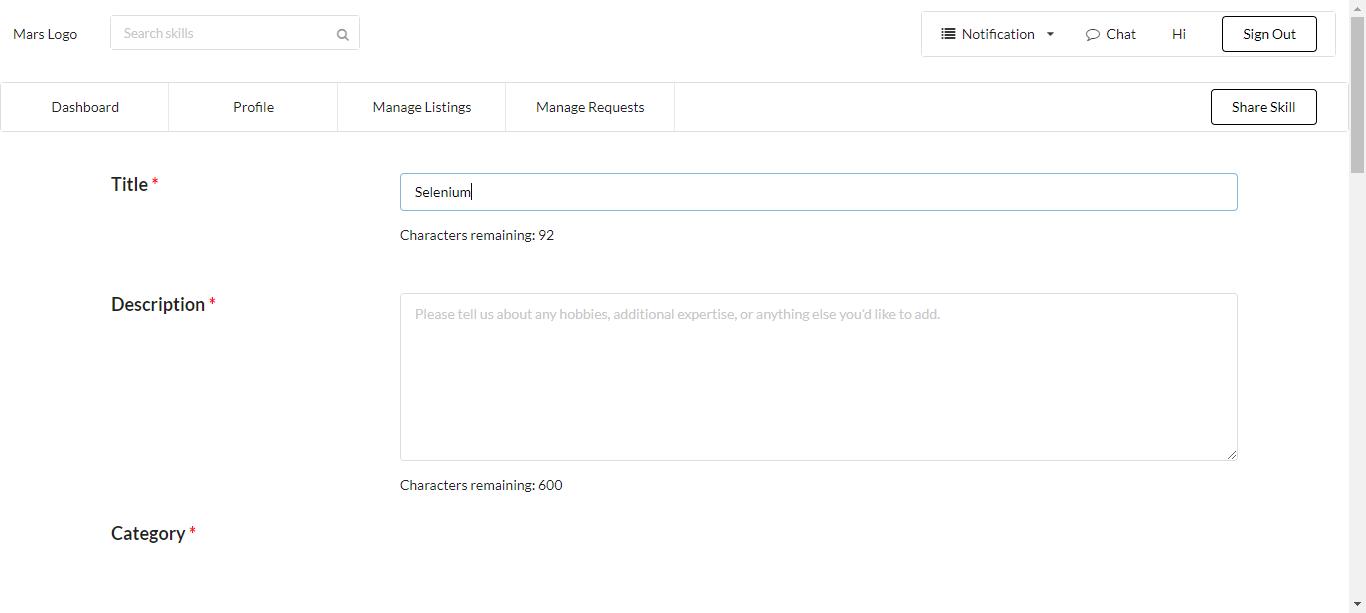 Mars Logo
Search skills
Notification
Chat
Hi
Sign Out
Dashboard
Profile
Manage Listings
Manage Requests
Share Skill
Title *
Selenium
Characters remaining: 92
Description *
Please tell us about any hobbies, additional expertise, or anything else you'd like to add.
Characters remaining: 600
Category *